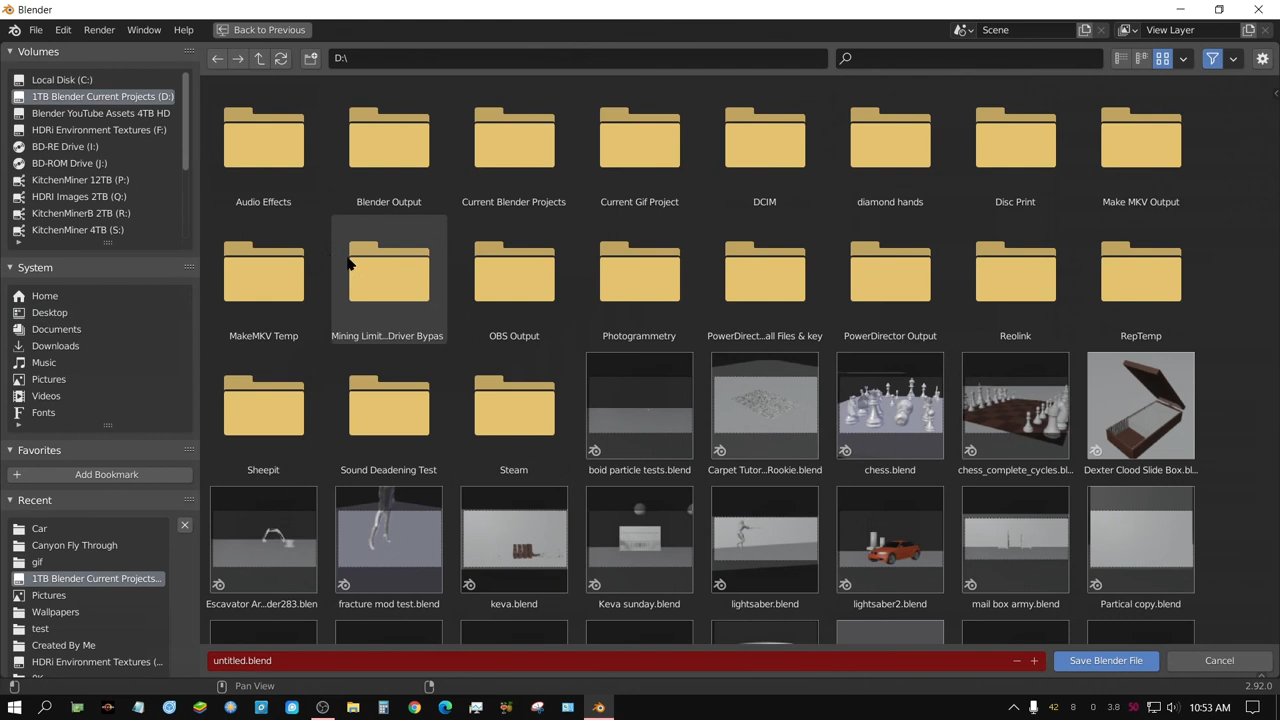 Blender
File Edit Render Window Help Back to Previous Scene View Layer
Volumes
D:\
Local Disk (C:)
1TB Blender Current Projects (D:)
Blender YouTube Assets 4TB HD
HDRi Environment Textures (F:)
BD-RE Drive (I:)
BD-ROM Drive (J:)
KitchenMiner 12TB (P:)
HDRI Images 2TB (Q:)
KitchenMinerB 2TB (R:)
KitchenMiner 4TB (S:)
System
Home
Desktop
Documents
Downloads
Music
Pictures
Videos
Fonts
Favorites
Add Bookmark
Recent
Car
Canyon Fly Through
gif
1TB Blender Current Projects...
Pictures
Wallpapers
test
Created By Me
HDRi Environment Textures (...
Audio Effects Blender Output Current Blender Projects Current Gif Project DCIM diamond hands Disc Print Make MKV Output
MakeMKV Temp Mining Limit...Driver Bypas OBS Output Photogrammetry PowerDirect...all Files & key PowerDirector Output Reolink RepTemp
Sheepit Sound Deadening Test Steam boid particle tests.blend Carpet Tutor...Rookie.blend chess.blend chess_complete_cycles.bl... Dexter Clood Slide Box.bl...
Escavator Ar...der283.blen fracture mod test.blend keva.blend Keva sunday.blend lightsaber.blend lightsaber2.blend mail box army.blend Partical copy.blend
untitled.blend Save Blender File Cancel
Pan View 2.92.0
42 8 0 3.8 50 10:53 AM